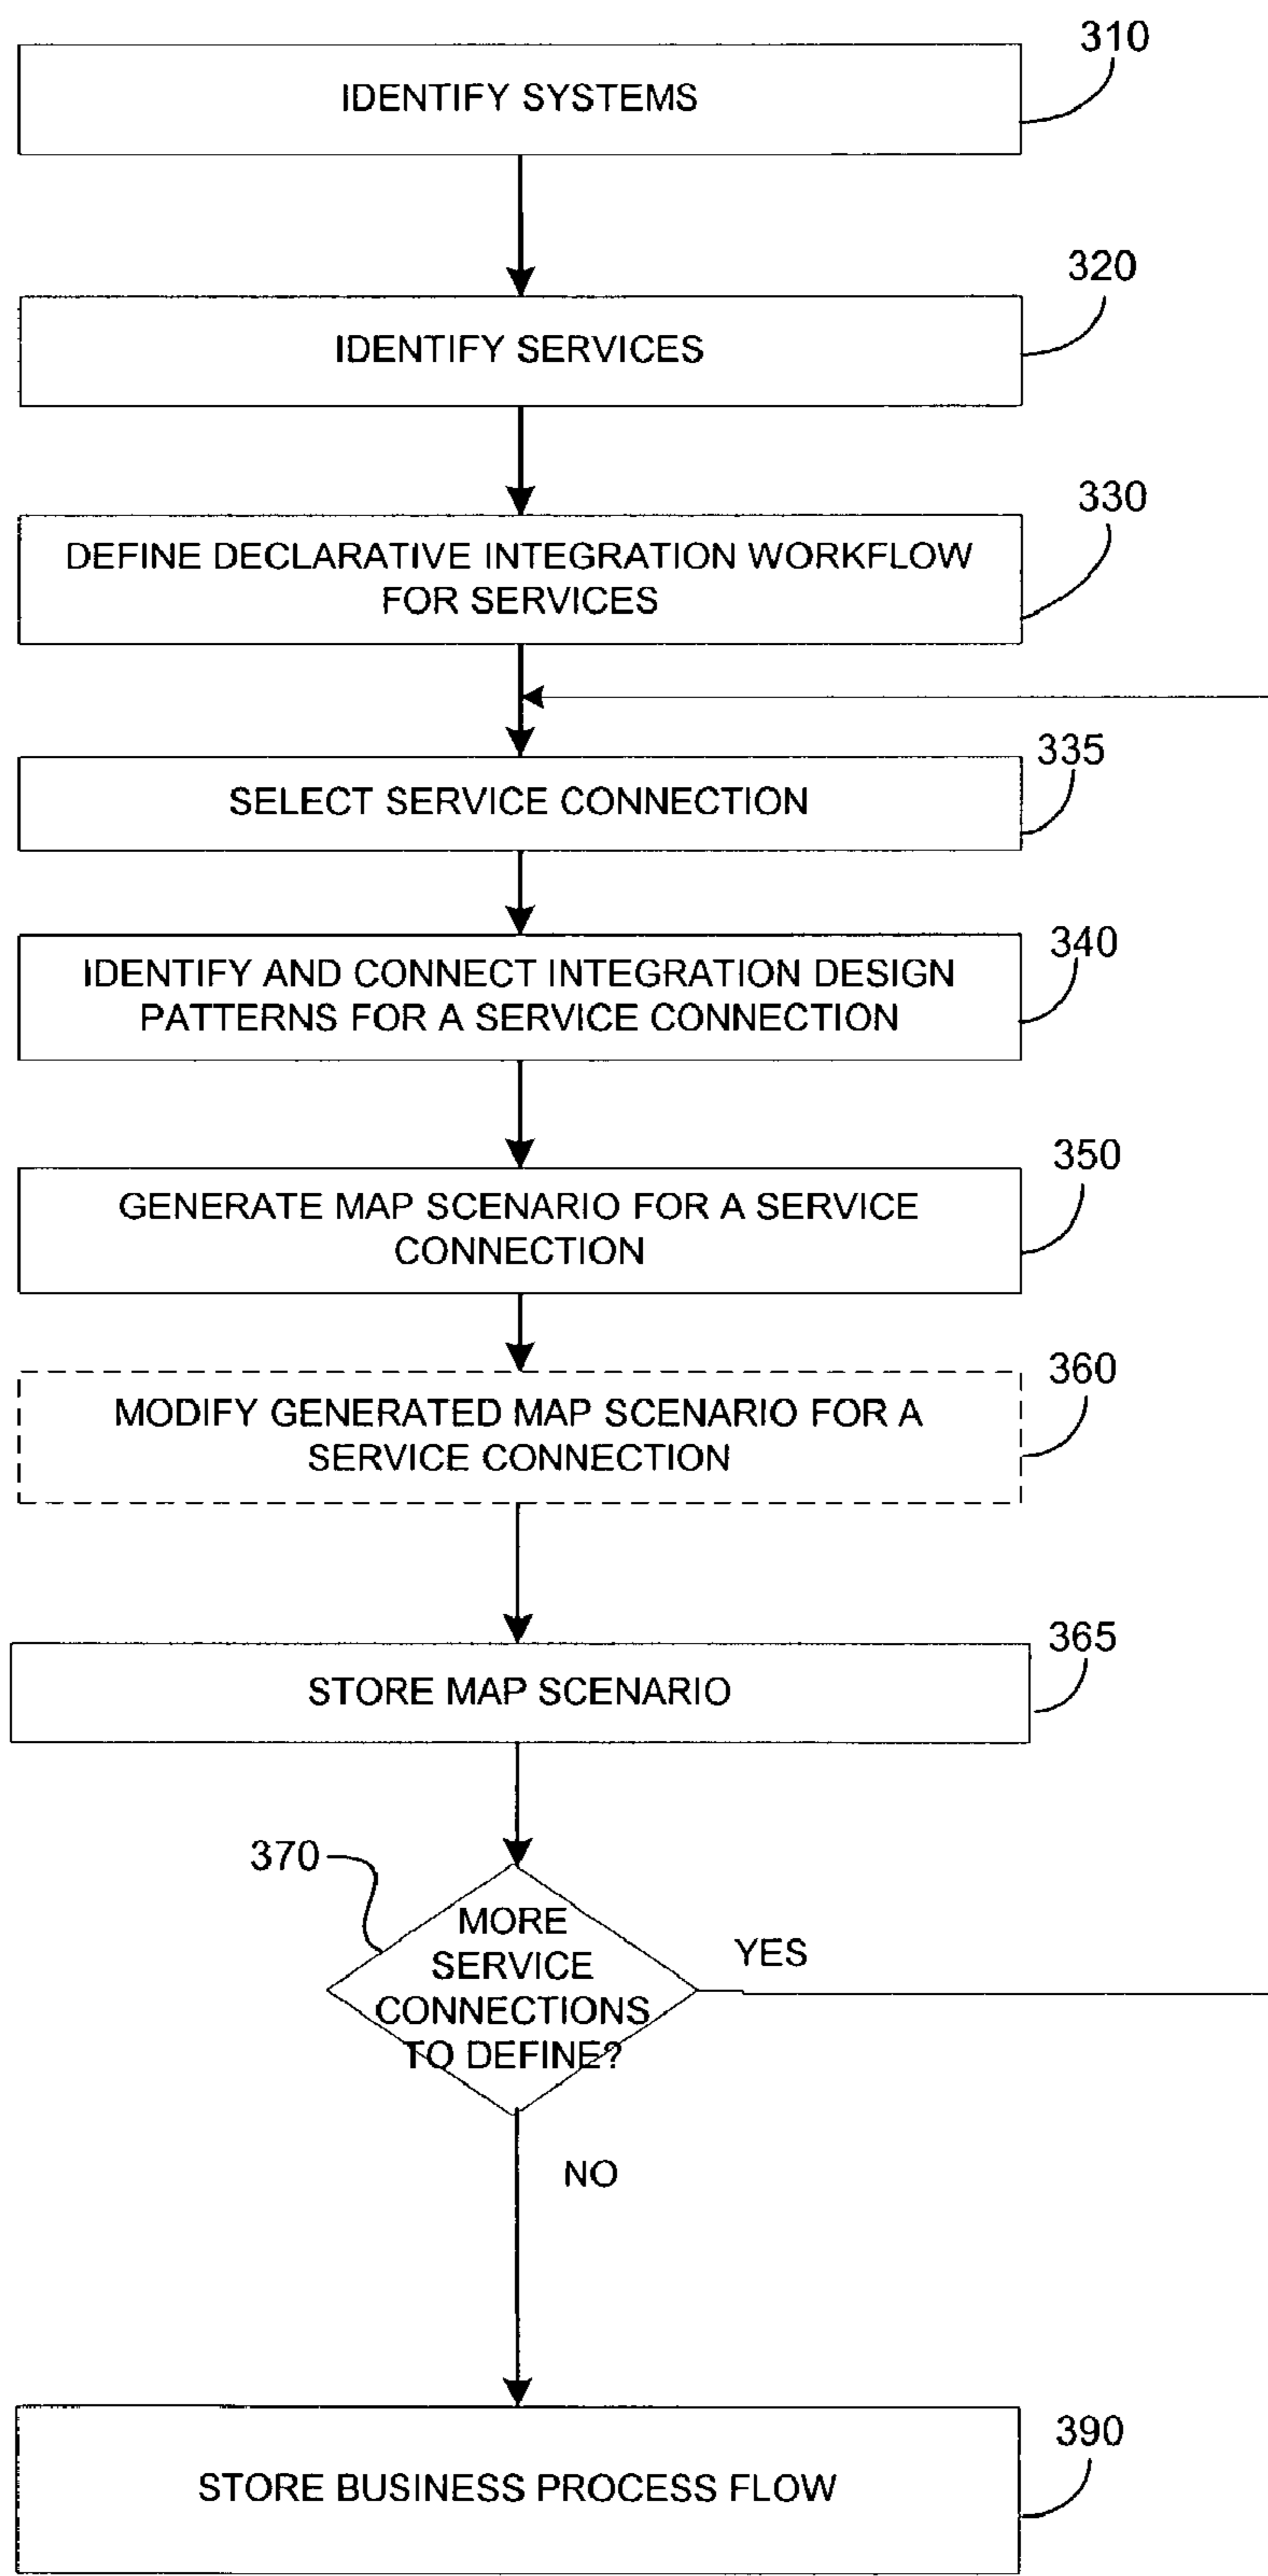 310
IDENTIFY SYSTEMS
320
IDENTIFY SERVICES
330
DEFINE DECLARATIVE INTEGRATION WORKFLOW
FOR SERVICES
335
SELECT SERVICE CONNECTION
340
IDENTIFY AND CONNECT INTEGRATION DESIGN
PATTERNS FOR A SERVICE CONNECTION
350
GENERATE MAP SCENARIO FOR A SERVICE
CONNECTION
360
MODIFY GENERATED MAP SCENARIO FOR A
SERVICE CONNECTION
365
STORE MAP SCENARIO
370
MORE
SERVICE
CONNECTIONS
TO DEFINE?
YES
NO
390
STORE BUSINESS PROCESS FLOW